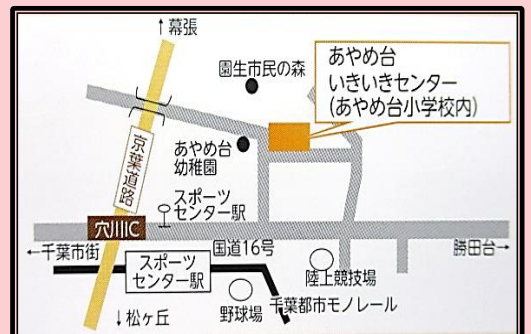 ↑幕張
園生市民の森
あやめ台
いきいきセンター
(あやめ台小学校内)
京葉道路
あやめ台
幼稚園
スポーツ
センター駅
穴川IC
←千葉市街
国道16号
勝田台→
スポーツ
センター駅
陸上競技場
↓松ヶ丘
野球場
千葉都市モノレール